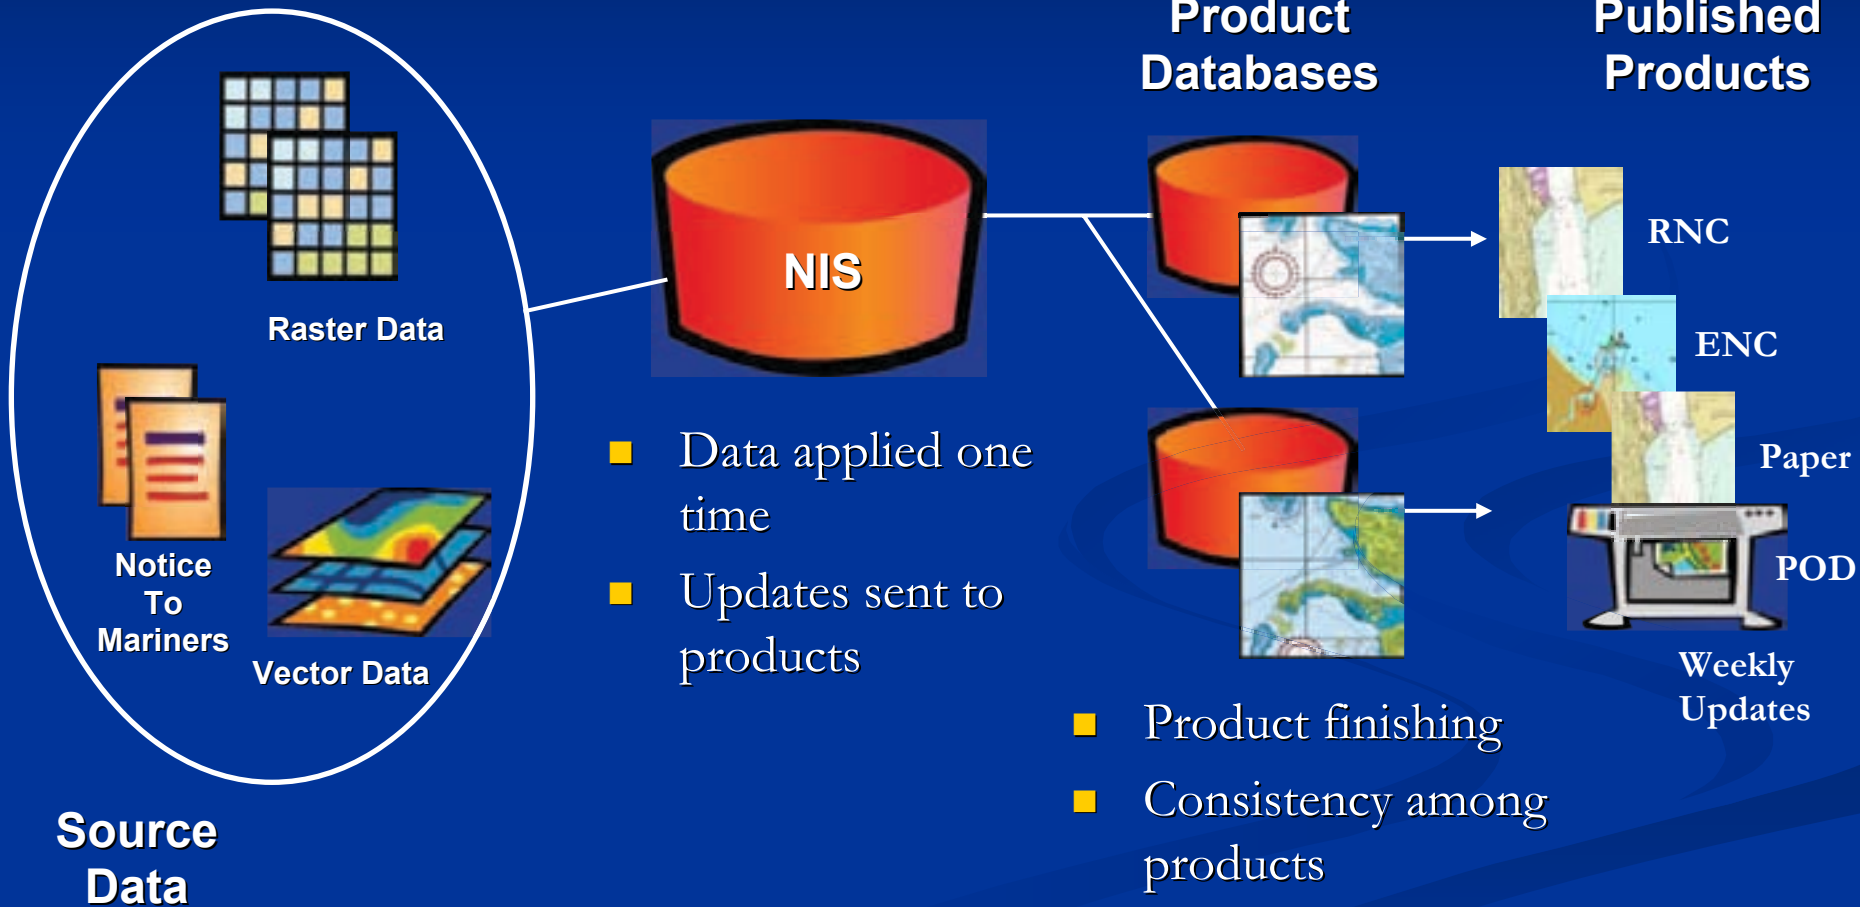 Product
Databases
Published
Products
Raster Data
Notice
To
Mariners
Vector Data
Source
Data
NIS
Data applied one
time
Updates sent to
products
Product finishing
Consistency among
products
RNC
ENC
Paper
POD
Weekly
Updates